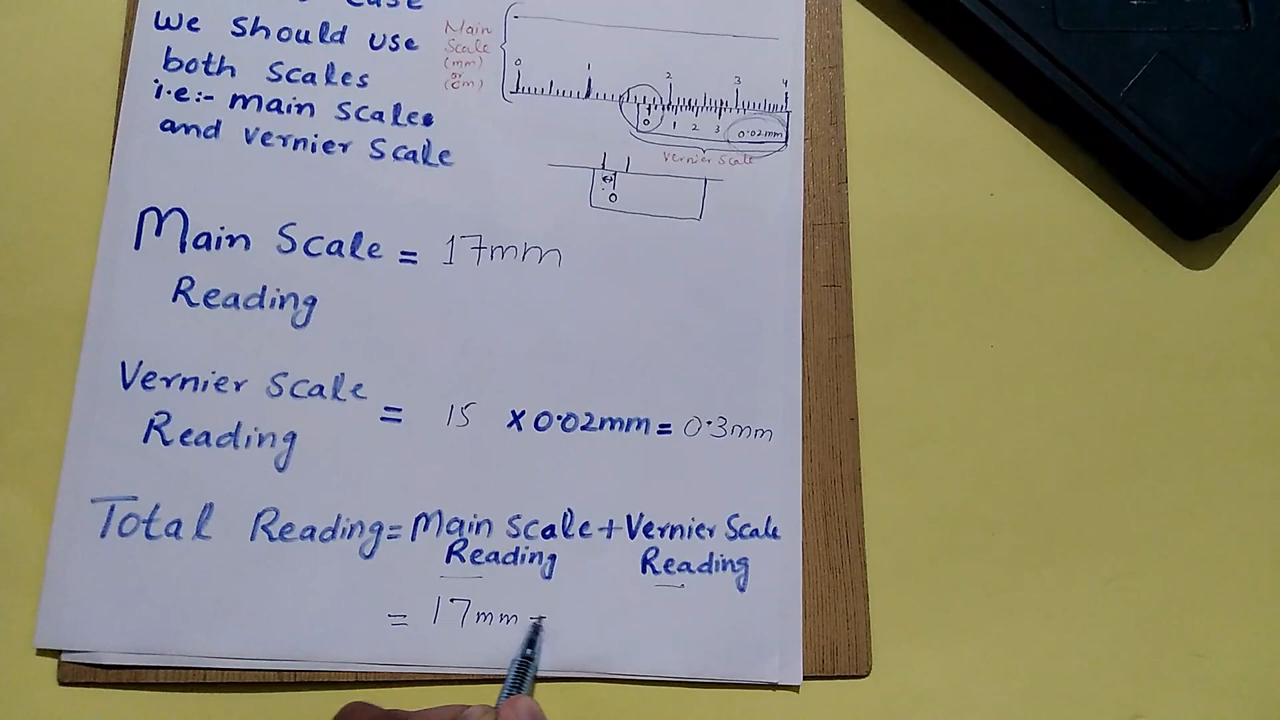 we should use
both scales
i.e:- main scales
and vernier scale
Main
Scale
(mm)
or
(cm)
0 1 2 3 4
0 1 2 3 0.02mm
Vernier Scale
0
Main Scale = 17mm
Reading
Vernier Scale
Reading = 15 × 0.02mm = 0.3mm
Total Reading = Main scale + Vernier Scale
Reading Reading
= 17mm